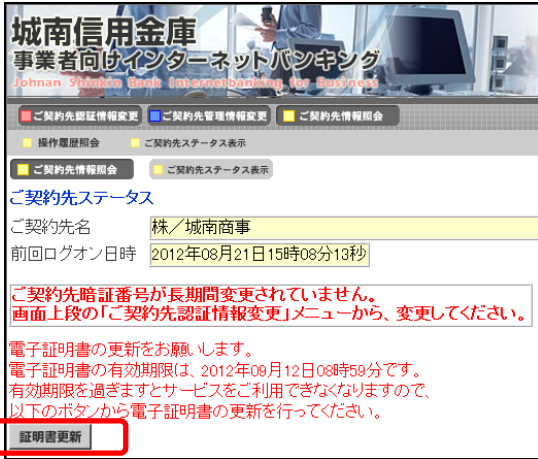 城南信用金庫
事業者向けインターネットバンキング
Johnan Shinkin Bank Internetbanking for Business
ご契約先認証情報変更 ご契約先管理情報変更 ご契約先情報照会
操作履歴照会 ご契約先ステータス表示
ご契約先情報照会 ご契約先ステータス表示
ご契約先ステータス
ご契約先名 株／城南商事
前回ログオン日時 2012年08月21日15時08分13秒
ご契約先暗証番号が長期間変更されていません。
画面上段の「ご契約先認証情報変更」メニューから、変更してください。
電子証明書の更新をお願いします。
電子証明書の有効期限は、2012年09月12日08時59分です。
有効期限を過ぎますとサービスをご利用できなくなりますので、
以下のボタンから電子証明書の更新を行ってください。
証明書更新